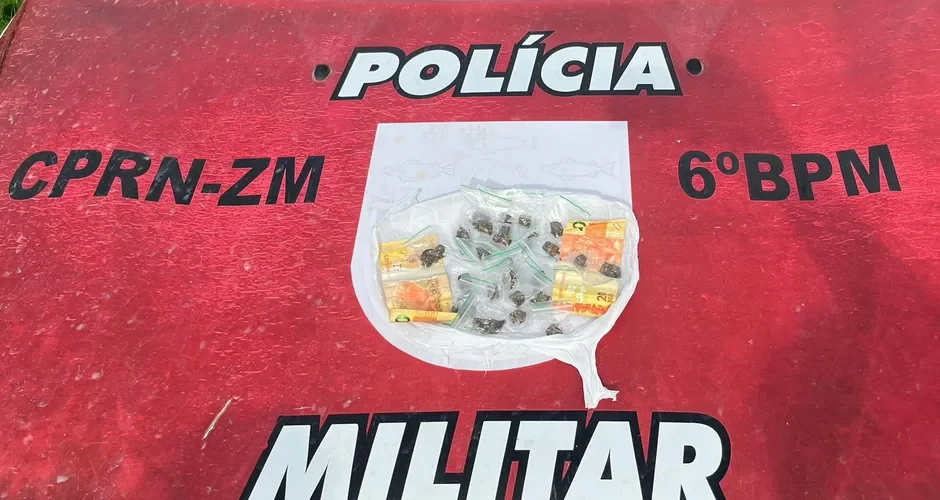 POLÍCIA
CPRN-ZM
6ºBPM
MILITAR